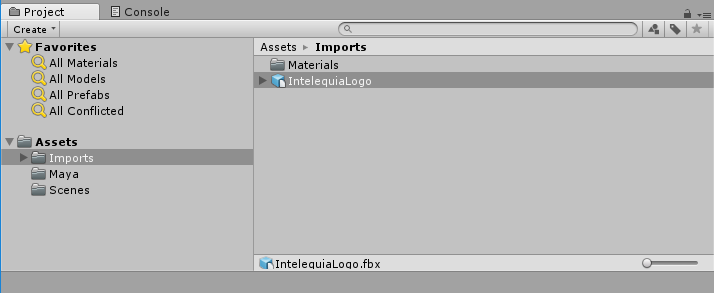 Project
Console
Create
Favorites
All Materials
All Models
All Prefabs
All Conflicted
Assets
Imports
Maya
Scenes
Assets ▸ Imports
Materials
IntelequiaLogo
IntelequiaLogo.fbx